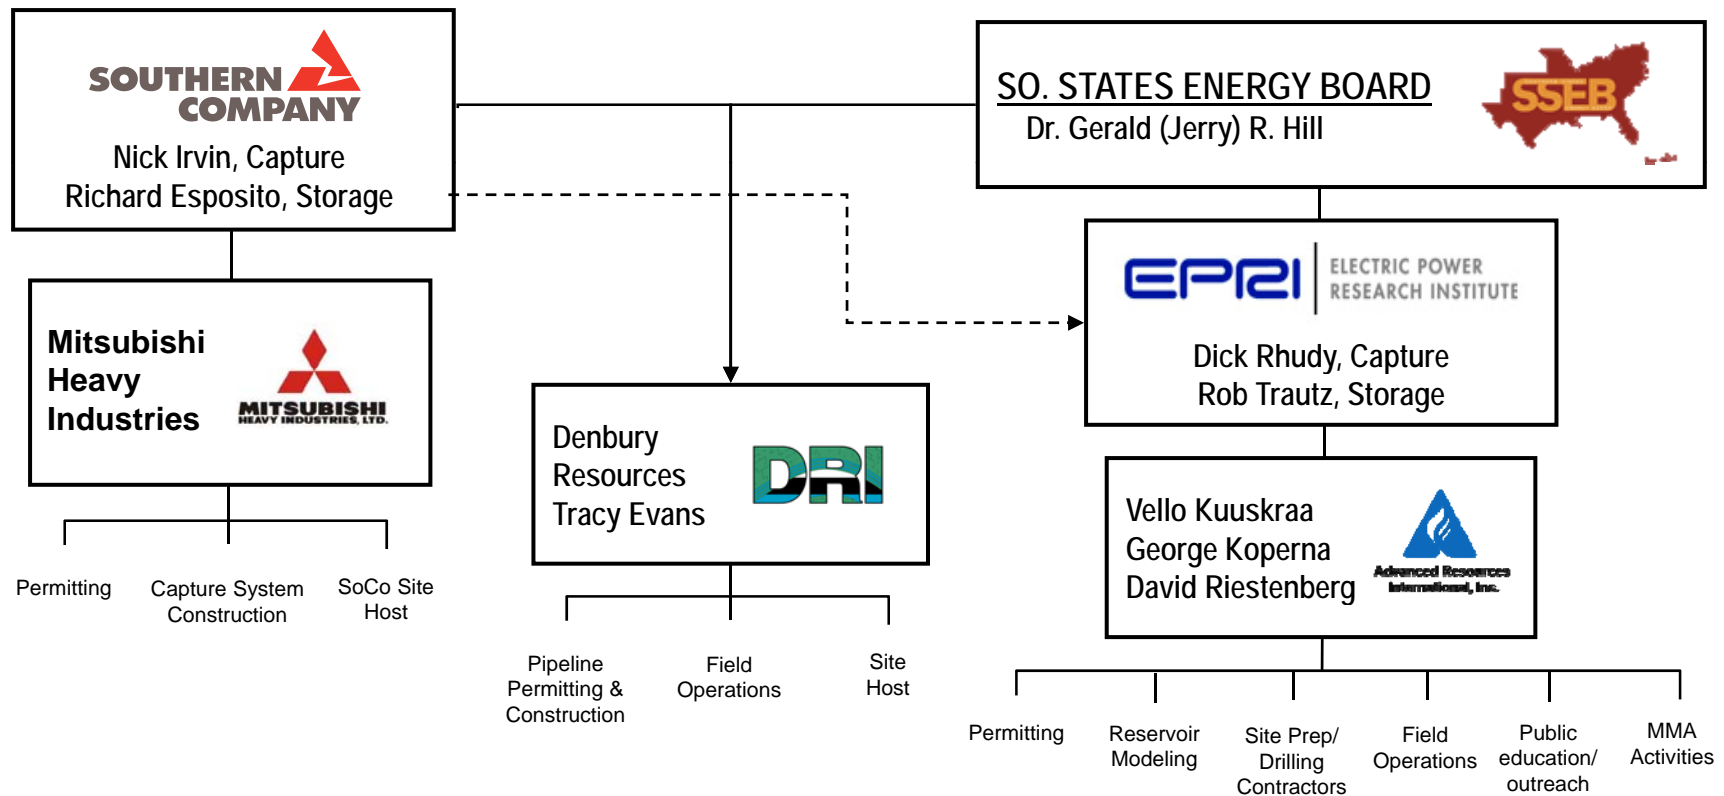 SOUTHERN
COMPANY
Nick Irvin, Capture
Richard Esposito, Storage
SO. STATES ENERGY BOARD
Dr. Gerald (Jerry) R. Hill
SSEB
Mitsubishi
Heavy
Industries
MITSUBISHI
HEAVY INDUSTRIES, LTD.
EPRI
ELECTRIC POWER
RESEARCH INSTITUTE
Dick Rhudy, Capture
Rob Trautz, Storage
Denbury
Resources
Tracy Evans
DRI
Vello Kuuskraa
George Koperna
David Riestenberg
Advanced Resources
International, Inc.
Permitting
Capture System
Construction
SoCo Site
Host
Pipeline
Permitting &
Construction
Field
Operations
Site
Host
Permitting
Reservoir
Modeling
Site Prep/
Drilling
Contractors
Field
Operations
Public
education/
outreach
MMA
Activities